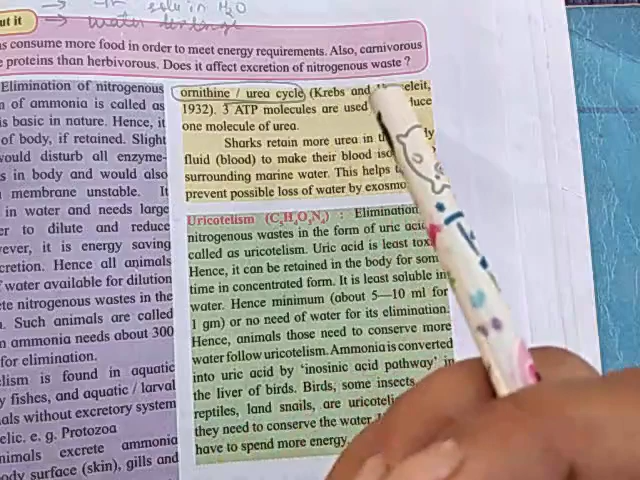 in H₂O
→ water
ut it
s consume more food in order to meet energy requirements. Also, carnivorous
e proteins than herbivorous. Does it affect excretion of nitrogenous waste ?
Elimination of nitrogenous
n of ammonia is called as
is basic in nature. Hence, it
of body, if retained. Slight
would disturb all enzyme-
s in body and would also
membrane unstable. It
in water and needs large
er to dilute and reduce
ever, it is energy saving
cretion. Hence all animals
water available for dilution
te nitrogenous wastes in the
. Such animals are called
n ammonia needs about 300
for elimination.
elism is found in aquatic
y fishes, and aquatic / larval
als without excretory system
elic. e. g. Protozoa
nimals excrete ammonia
ody surface (skin), gills and
ornithine / urea cycle (Krebs and eleit,
1932). 3 ATP molecules are used duce
one molecule of urea.
Sharks retain more urea in
fluid (blood) to make their blood iso
surrounding marine water. This helps
prevent possible loss of water by exosmo
Uricotelism (C₅H₄O₃N₄) : Elimination
nitrogenous wastes in the form of uric aci
called as uricotelism. Uric acid is least tox
Hence, it can be retained in the body for som
time in concentrated form. It is least soluble in
water. Hence minimum (about 5—10 ml for
1 gm) or no need of water for its elimination.
Hence, animals those need to conserve more
water follow uricotelism. Ammonia is converted
into uric acid by ‘inosinic acid pathway’ in
the liver of birds. Birds, some insects,
reptiles, land snails, are uricoteli
they need to conserve the water
have to spend more energy.